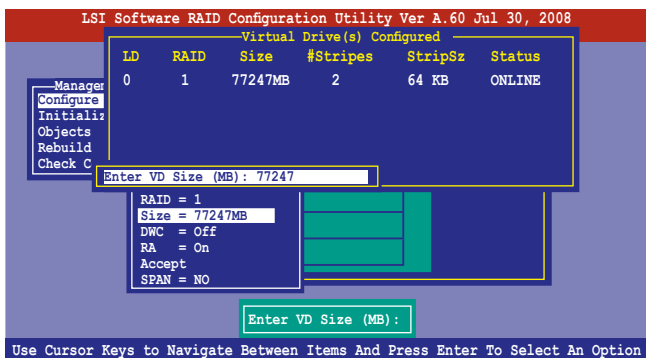 LSI Software RAID Configuration Utility Ver A.60 Jul 30, 2008
Virtual Drive(s) Configured
LD RAID Size #Stripes StripSz Status
0 1 77247MB 2 64 KB ONLINE
Managem
Configure
Initializ
Objects
Rebuild
Check C
Enter VD Size (MB): 77247
RAID = 1
Size = 77247MB
DWC = Off
RA = On
Accept
SPAN = NO
Enter VD Size (MB):
Use Cursor Keys to Navigate Between Items And Press Enter To Select An Option